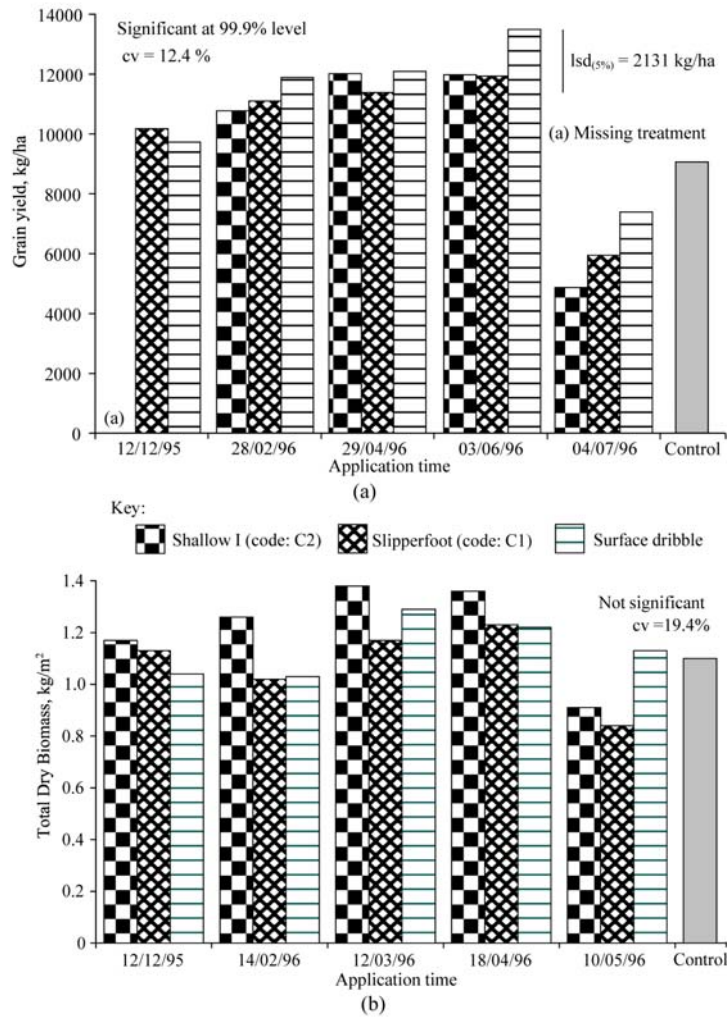 14000
12000
10000
8000
6000
4000
2000
0
Grain yield, kg/ha
Significant at 99.9% level
cv = 12.4 %
lsd(5%) = 2131 kg/ha
(a) Missing treatment
(a)
12/12/95 28/02/96 29/04/96 03/06/96 04/07/96 Control
Application time
(a)
Key:
Shallow I (code: C2) Slipperfoot (code: C1) Surface dribble
1.4
1.2
1.0
0.8
0.6
0.4
0.2
0
Total Dry Biomass, kg/m²
Not significant
cv =19.4%
12/12/95 14/02/96 12/03/96 18/04/96 10/05/96 Control
Application time
(b)